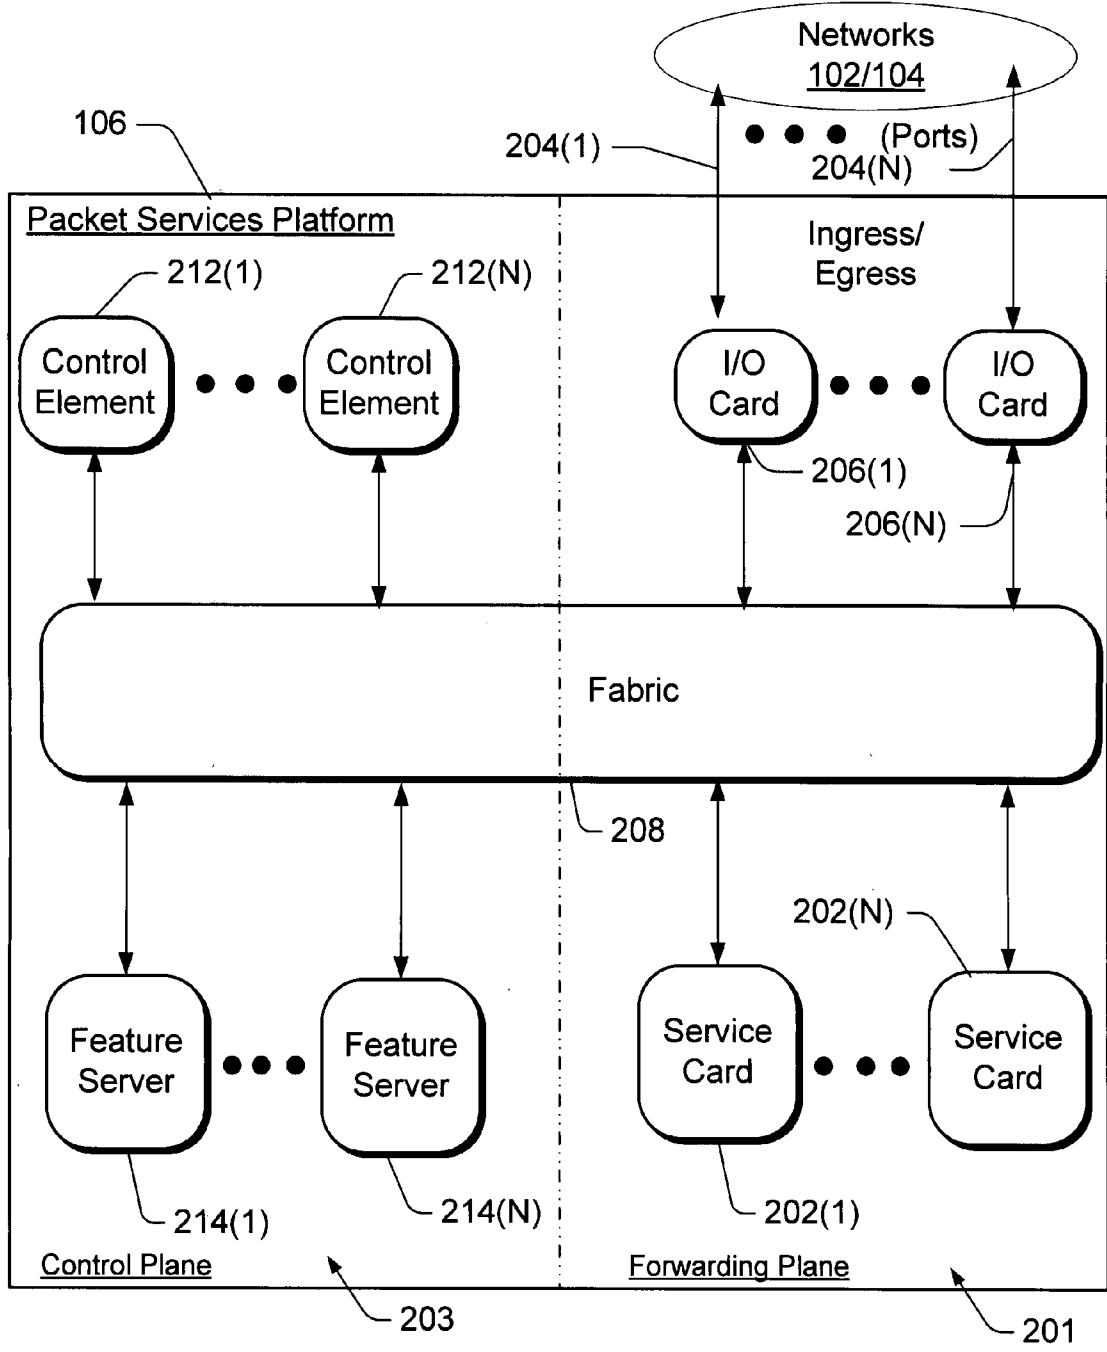 Networks
102/104
106
204(1)
(Ports)
204(N)
Packet Services Platform
Ingress/
Egress
212(1)
212(N)
Control
Element
Control
Element
I/O
Card
I/O
Card
206(1)
206(N)
Fabric
208
202(N)
Feature
Server
Feature
Server
Service
Card
Service
Card
214(1)
214(N)
202(1)
Control Plane
Forwarding Plane
203
201